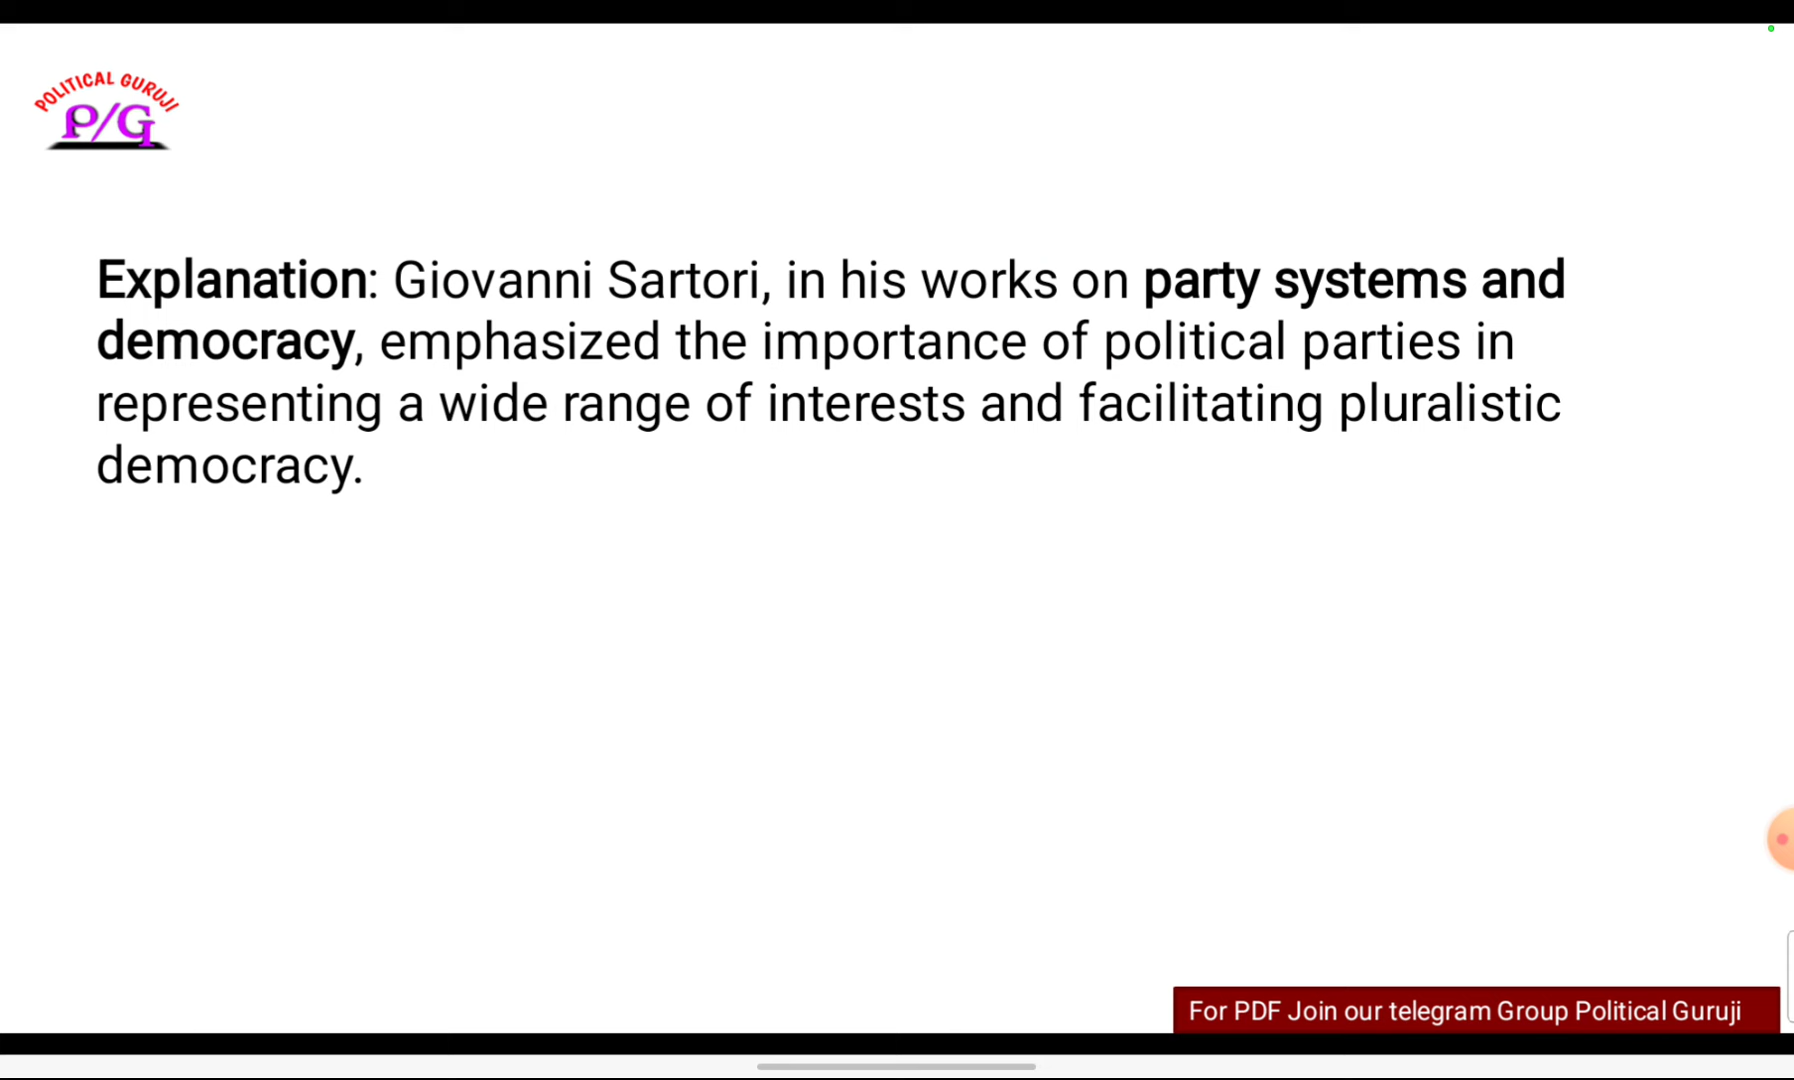 POLITICAL GURUJI
P/G
Explanation: Giovanni Sartori, in his works on party systems and
democracy, emphasized the importance of political parties in
representing a wide range of interests and facilitating pluralistic
democracy.
For PDF Join our telegram Group Political Guruji